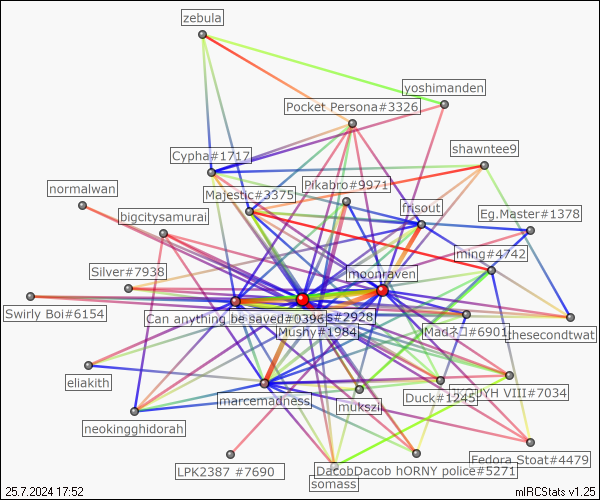 zebula
yoshimanden
Pocket Persona#3326
shawntee9
Cypha#1717
Pikabro#9971
normalwan
Majestic#3375
frisout
bigcitysamurai
Eg.Master#1378
ming#4742
Silver#7938
moonraven
Swirly Boi#6154
Can anything be saved#0396
s#2928
Mushy#1984
Madネコ#6901
thesecondtwat
eliakith
marcemadness
mukszil
Duck#1245
JYH VIII#7034
neokingghidorah
Fedora Stoat#4479
LPK2387 #7690
DacobDacob hORNY police#5271
somass
25.7.2024 17:52
mIRCStats v1.25